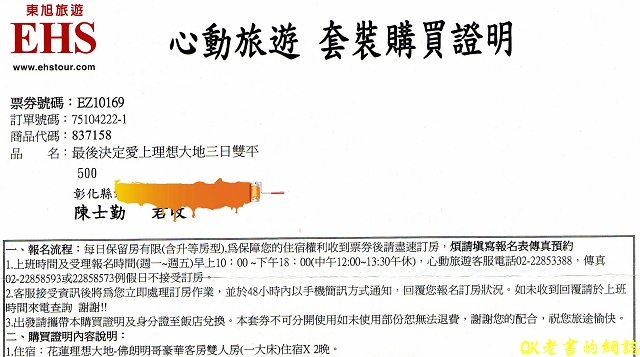 東旭旅遊
EHS
www.ehstour.com
心動旅遊 套裝購買證明
票券號碼：EZ10169
訂單號碼：75104222-1
商品代碼：837158
品　　名：最後決定愛上理想大地三日雙平
500
彰化縣
陳士勤 君收
一、報名流程：每日保留房有限(含升等房型),為保障您的住宿權利收到票券後請盡速訂房，煩請填寫報名表傳真預約
1.上班時間及受理報名時間(週一~週五)早上10：00~下午18：00(中午12:00~13:30午休)，心動旅遊客服電話02-22853388，傳真
02-22858593或22858573例假日不接受訂房。
2.客服接受資訊後將為您立即處理訂房作業，並於48小時內以手機簡訊方式通知，回覆您報名訂房狀況。如未收到回覆請於上班
時間來電查詢 謝謝!!
3.出發請攜帶本購買證明及身分證至飯店兌換。本套券不可分開使用如未使用部份恕無法退費，謝謝您的配合，祝您旅途愉快。
二、購買證明內容說明：
1.住宿：花蓮理想大地-佛朗明哥豪華客房雙人房(一大床)住宿X 2晚。
QK老爹的網誌